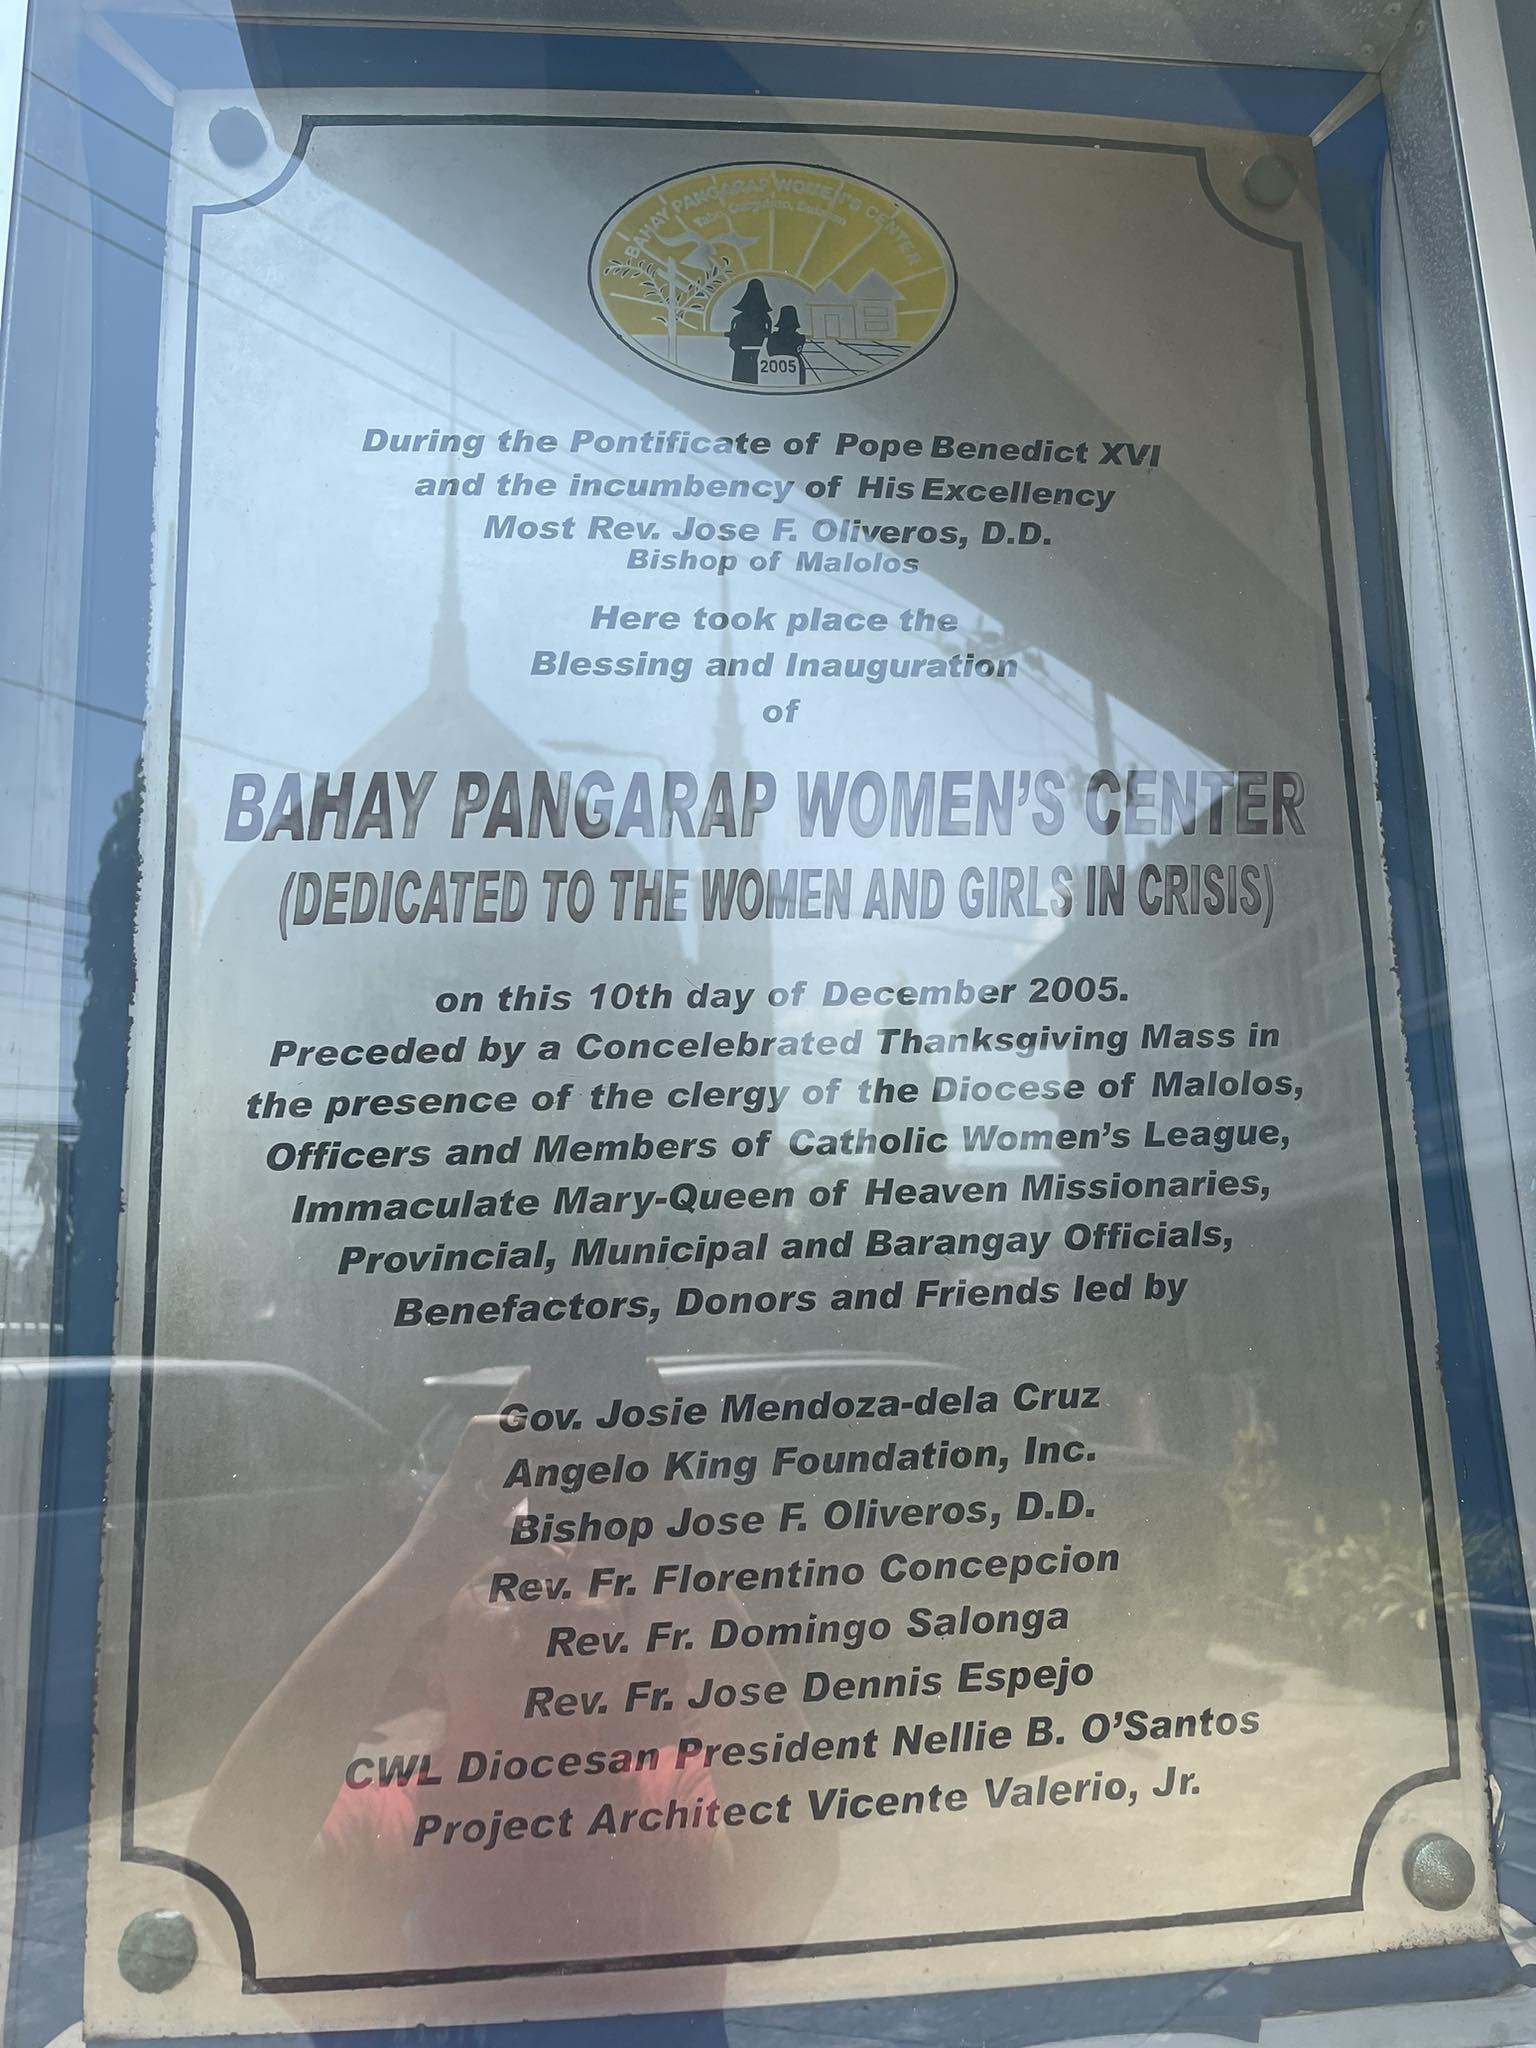 BAHAY PANGARAP WOMEN'S CENTER
2005
During the Pontificate of Pope Benedict XVI
and the incumbency of His Excellency
Most Rev. Jose F. Oliveros, D.D.
Bishop of Malolos
Here took place the
Blessing and Inauguration
of
BAHAY PANGARAP WOMEN'S CENTER
(DEDICATED TO THE WOMEN AND GIRLS IN CRISIS)
on this 10th day of December 2005.
Preceded by a Concelebrated Thanksgiving Mass in
the presence of the clergy of the Diocese of Malolos,
Officers and Members of Catholic Women's League,
Immaculate Mary-Queen of Heaven Missionaries,
Provincial, Municipal and Barangay Officials,
Benefactors, Donors and Friends led by
Gov. Josie Mendoza-dela Cruz
Angelo King Foundation, Inc.
Bishop Jose F. Oliveros, D.D.
Rev. Fr. Florentino Concepcion
Rev. Fr. Domingo Salonga
Rev. Fr. Jose Dennis Espejo
CWL Diocesan President Nellie B. O'Santos
Project Architect Vicente Valerio, Jr.